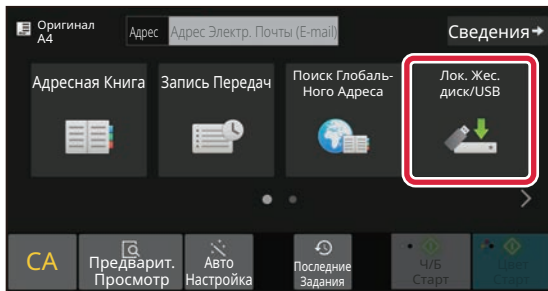 Оригинал
A4
Адрес
Адрес Электр. Почты (E-mail)
Сведения
Адресная Книга
Запись Передач
Поиск Глобаль-
Ного Адреса
Лок. Жес.
диск/USB
CA
Предварит.
Просмотр
Авто
Настройка
Последние
Задания
Ч/Б
Старт
Цвет
Старт